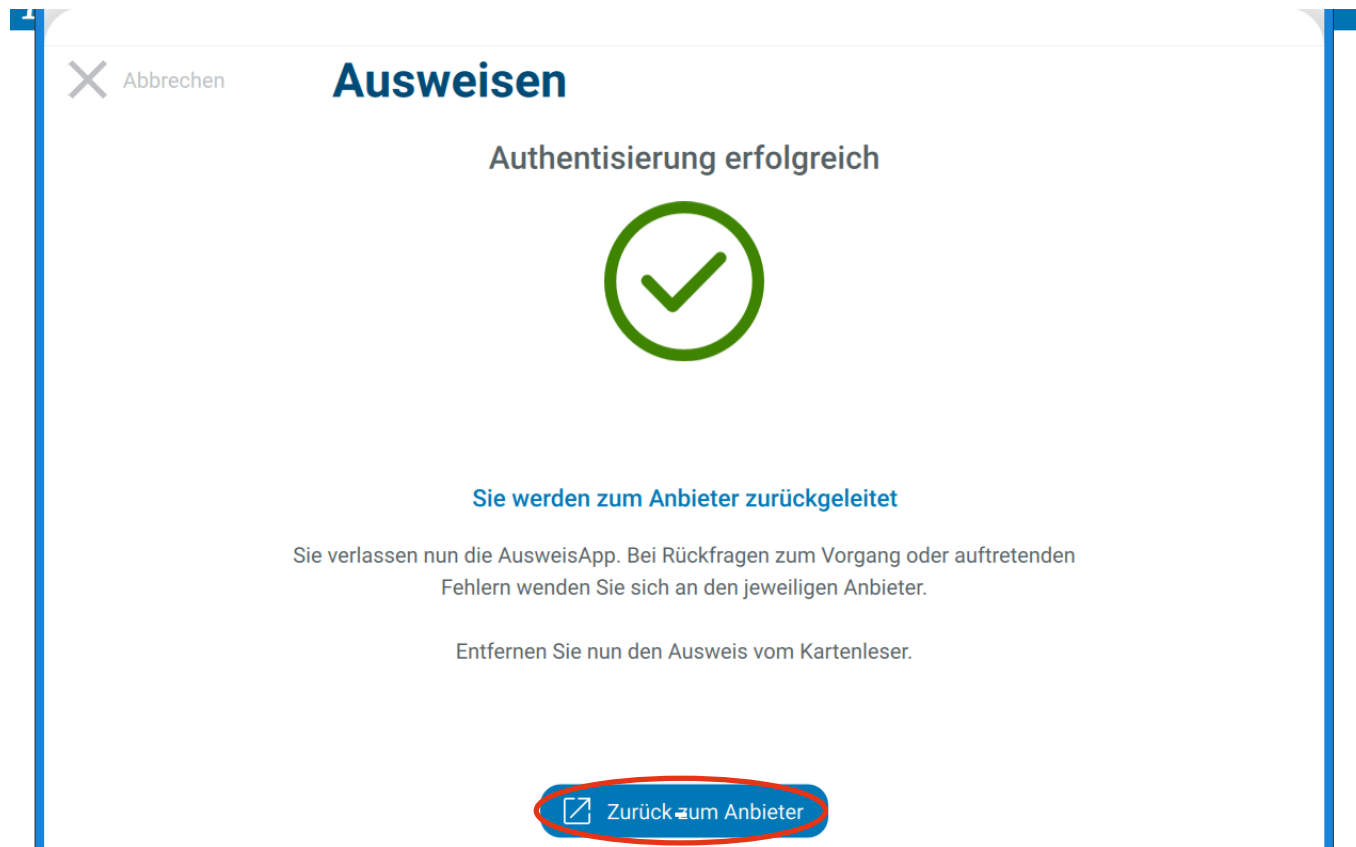 Abbrechen
Ausweisen
Authentisierung erfolgreich
Sie werden zum Anbieter zurückgeleitet
Sie verlassen nun die AusweisApp. Bei Rückfragen zum Vorgang oder auftretenden
Fehlern wenden Sie sich an den jeweiligen Anbieter.
Entfernen Sie nun den Ausweis vom Kartenleser.
Zurück zum Anbieter